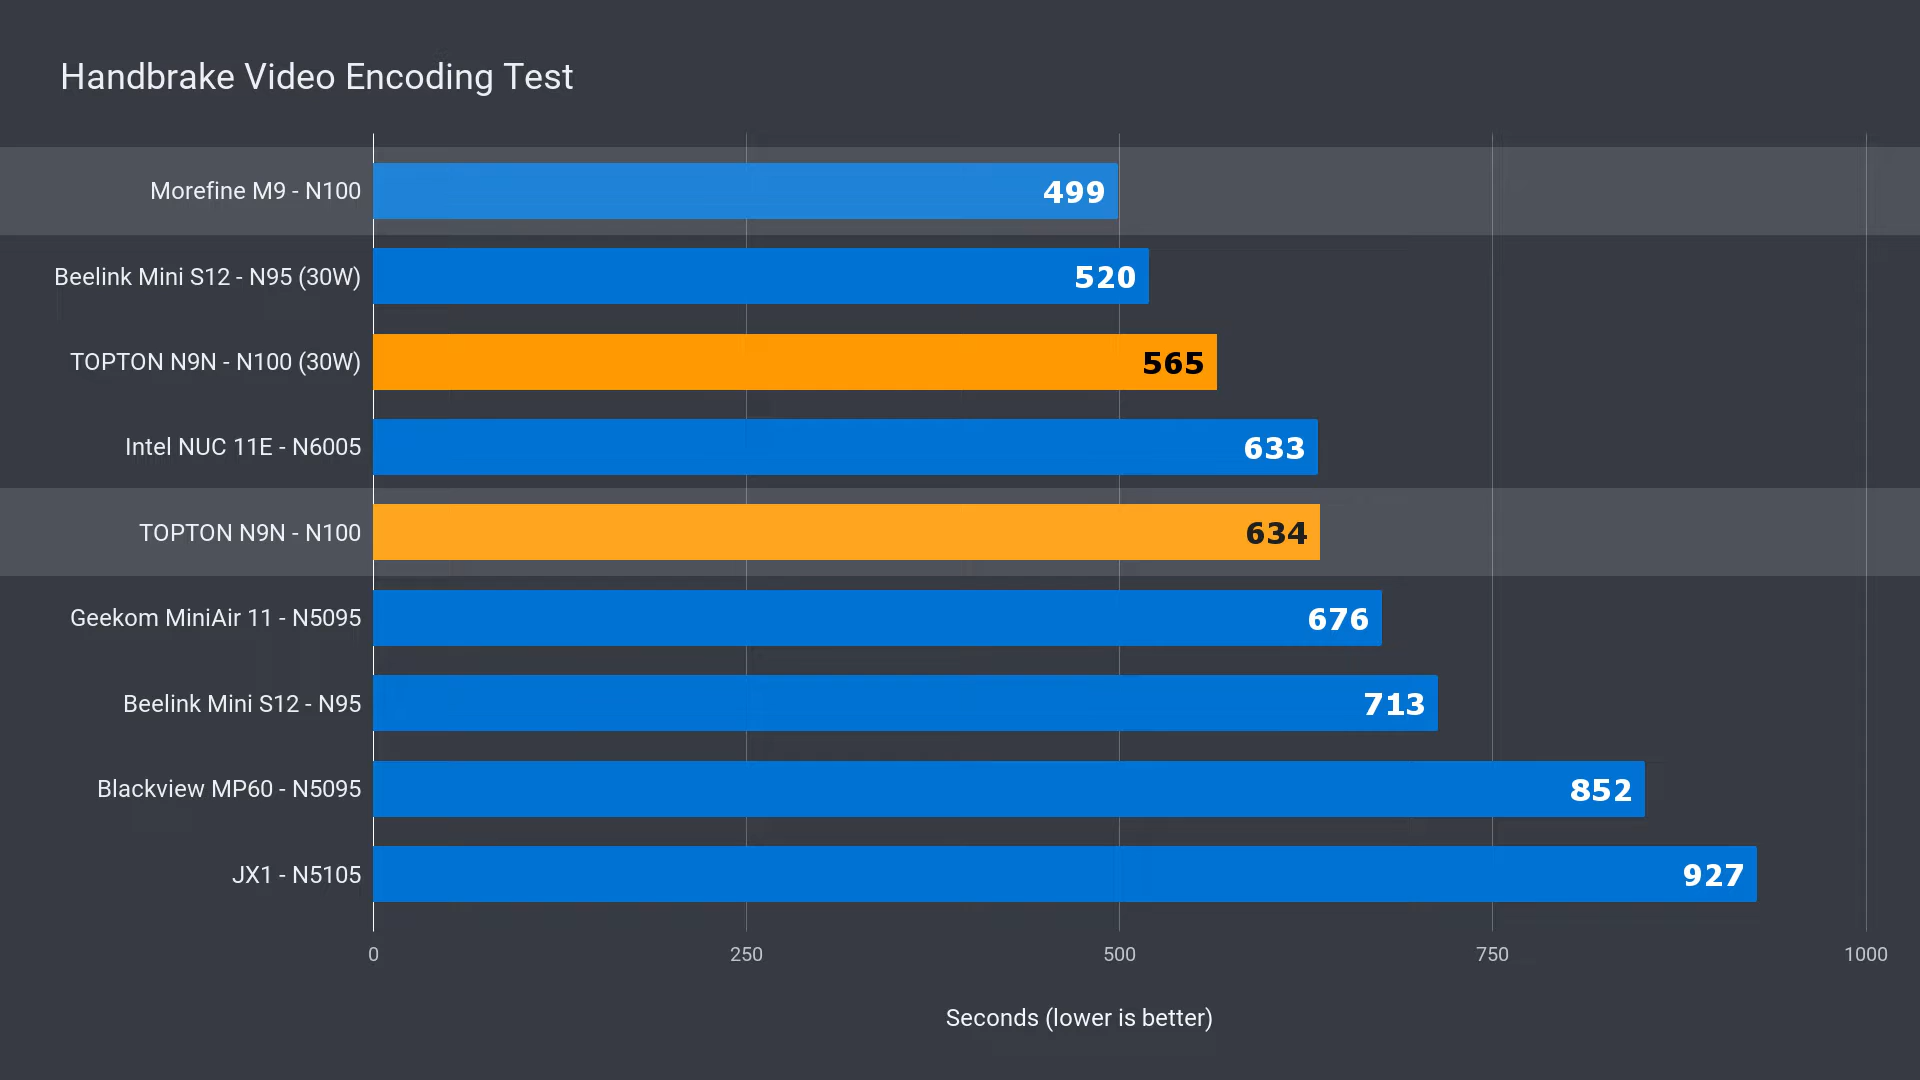 Handbrake Video Encoding Test
Morefine M9 - N100 499
Beelink Mini S12 - N95 (30W) 520
TOPTON N9N - N100 (30W) 565
Intel NUC 11E - N6005 633
TOPTON N9N - N100 634
Geekom MiniAir 11 - N5095 676
Beelink Mini S12 - N95 713
Blackview MP60 - N5095 852
JX1 - N5105 927
0 250 500 750 1000
Seconds (lower is better)